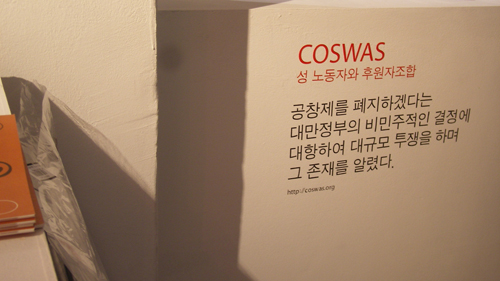 COSWAS
성 노동자와 후원자조합
공창제를 폐지하겠다는
대만정부의 비민주적인 결정에
대항하여 대규모 투쟁을 하며
그 존재를 알렸다.
http://coswas.org